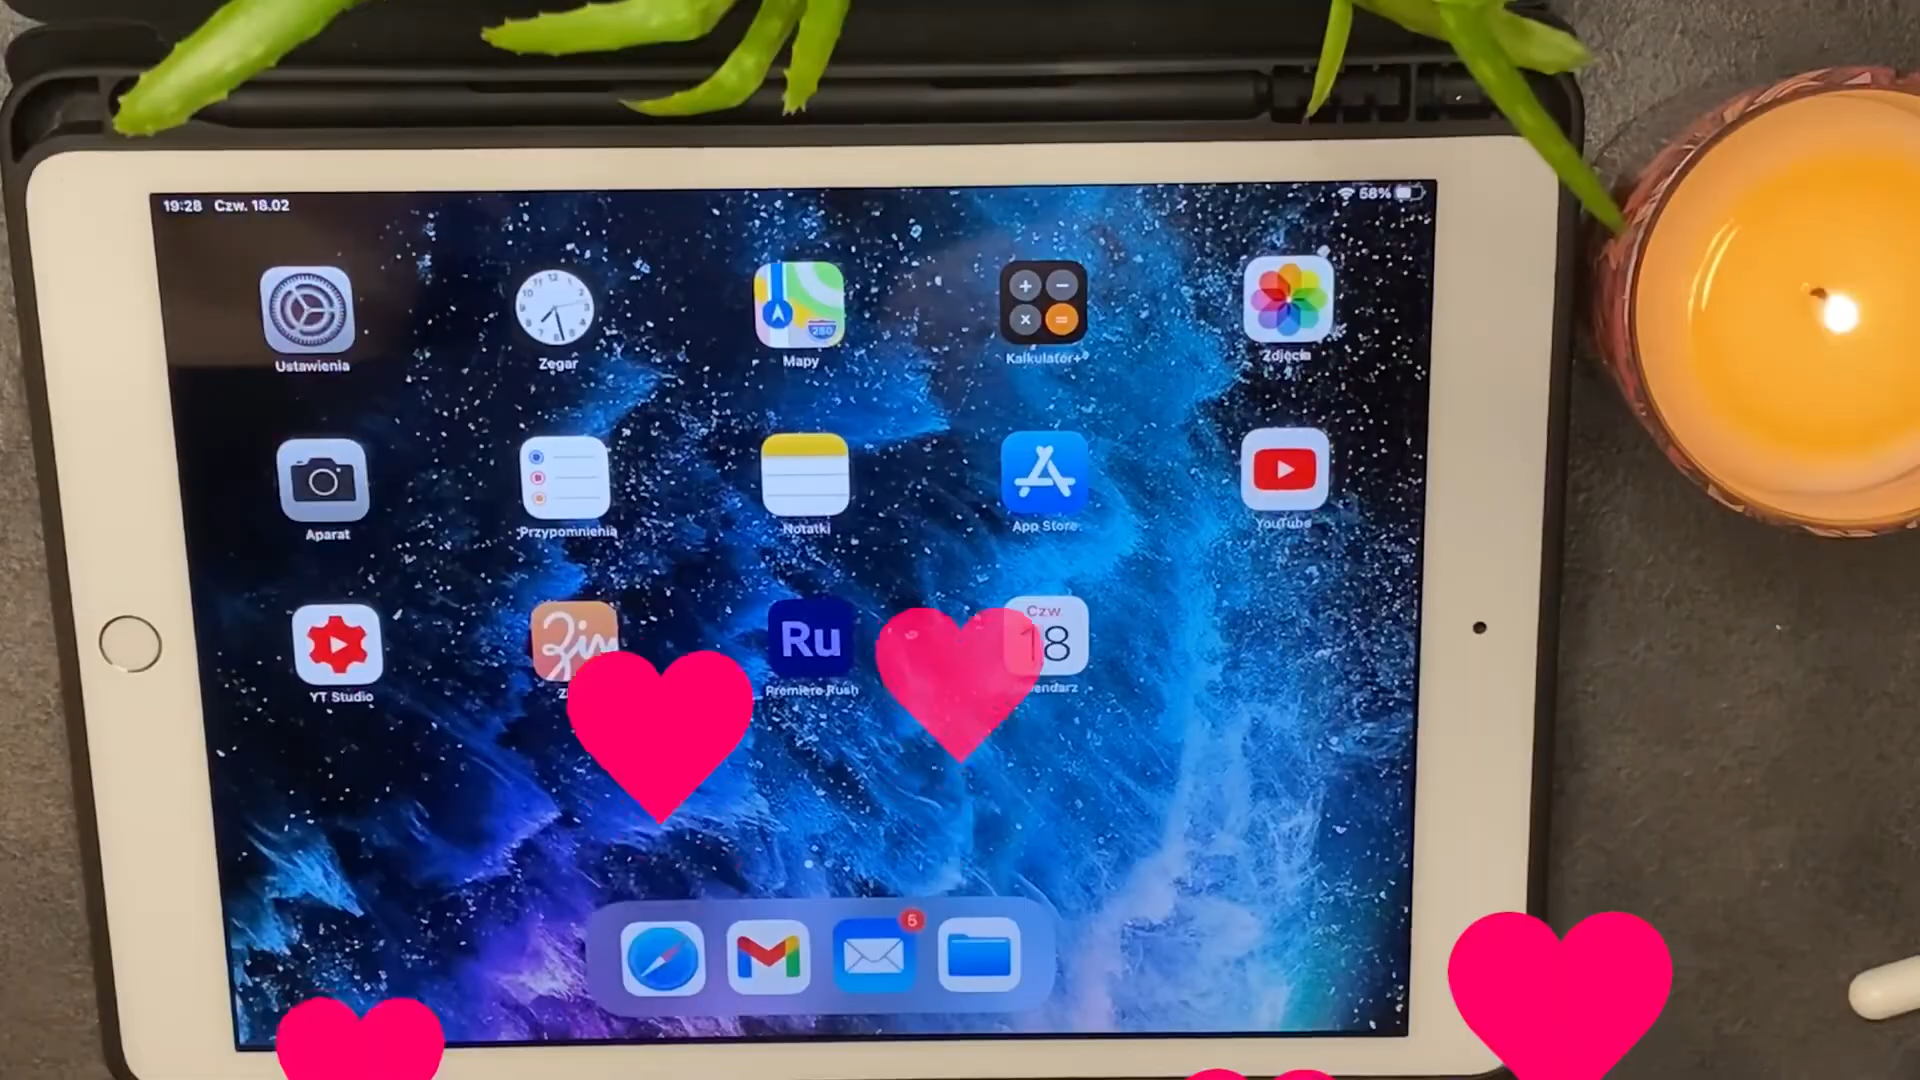 19:28 Czw. 18.02
58%
Ustawienia
Zegar
Mapy
280
Kalkulator+
Zdjęcia
Aparat
Przypomnienia
Notatki
App Store
YouTube
YT Studio
Ru
Premiere Rush
Czw
18
5